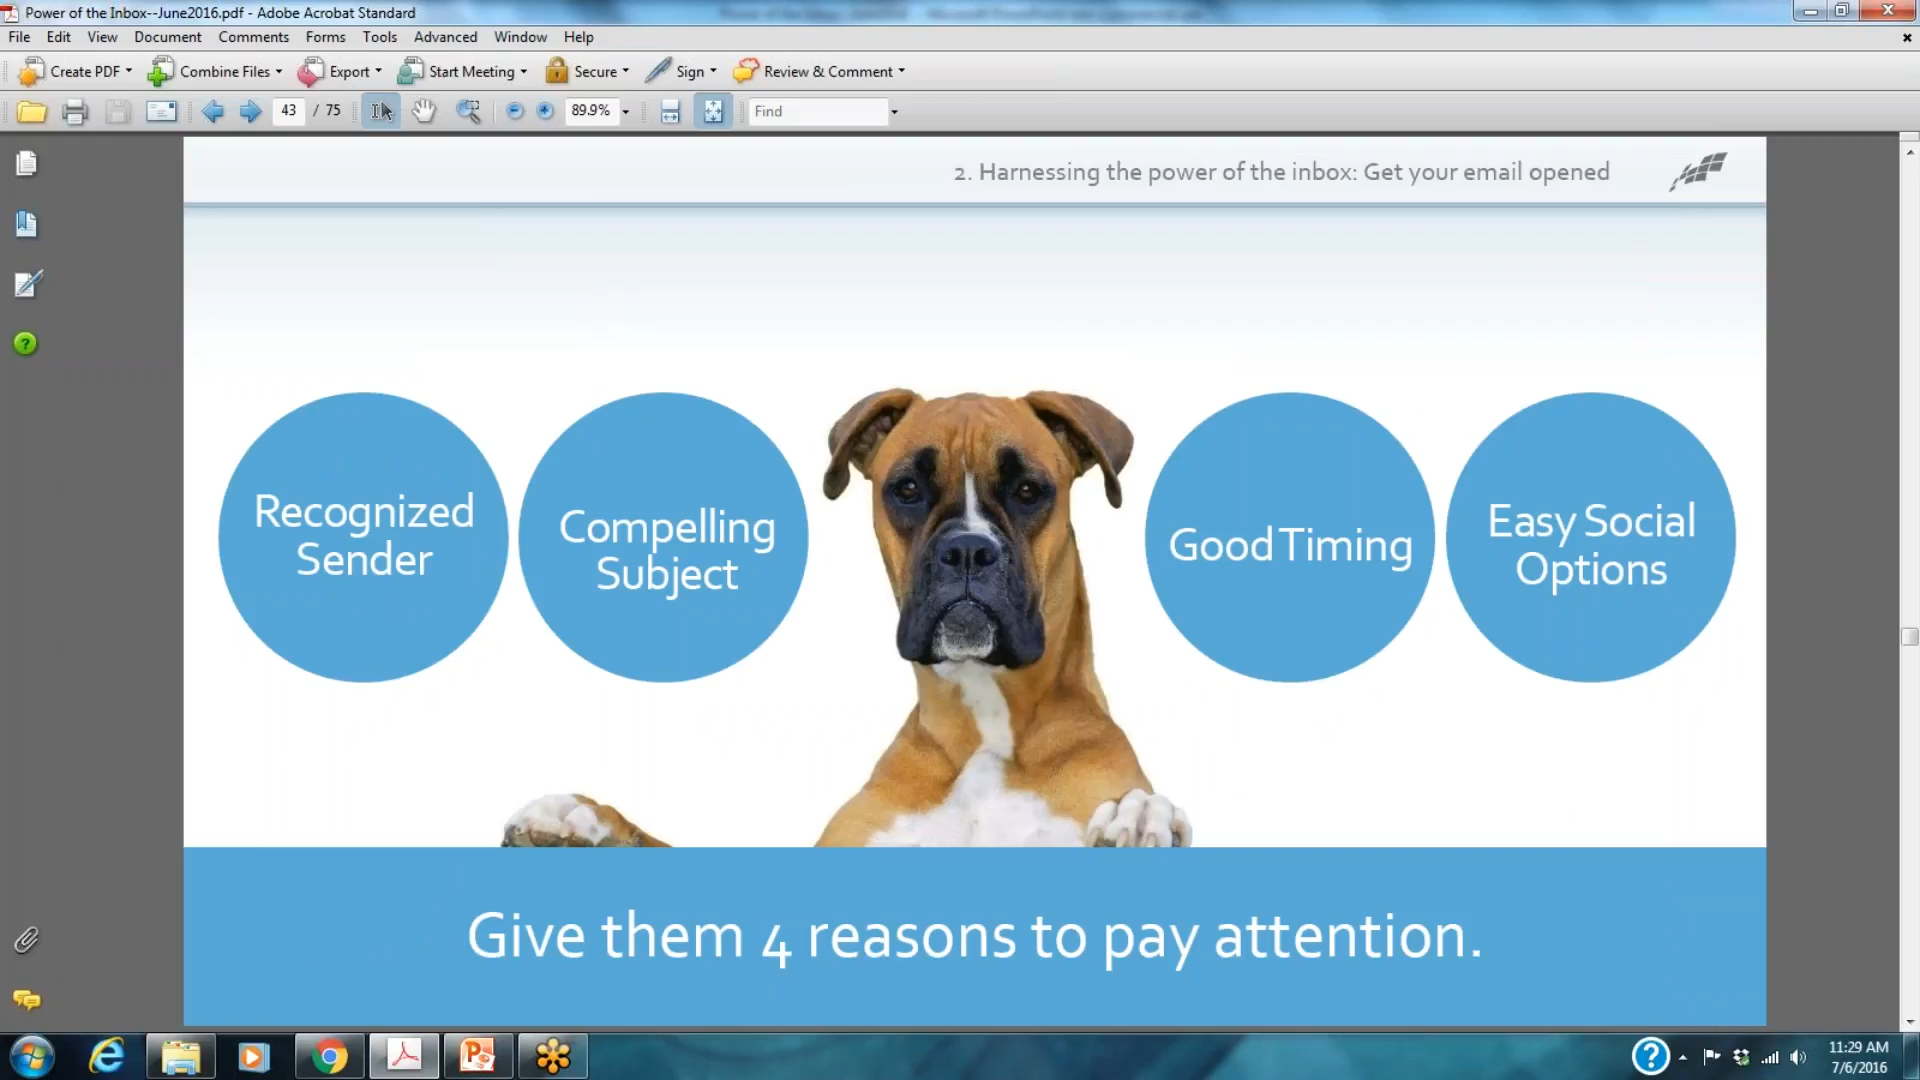 Power of the Inbox--June2016.pdf - Adobe Acrobat Standard
File Edit View Document Comments Forms Tools Advanced Window Help
Create PDF Combine Files Export Start Meeting Secure Sign Review & Comment
43 / 75 89.9% Find
2. Harnessing the power of the inbox: Get your email opened
Recognized
Sender
Compelling
Subject
Good Timing
Easy Social
Options
Give them 4 reasons to pay attention.
11:29 AM
7/6/2016